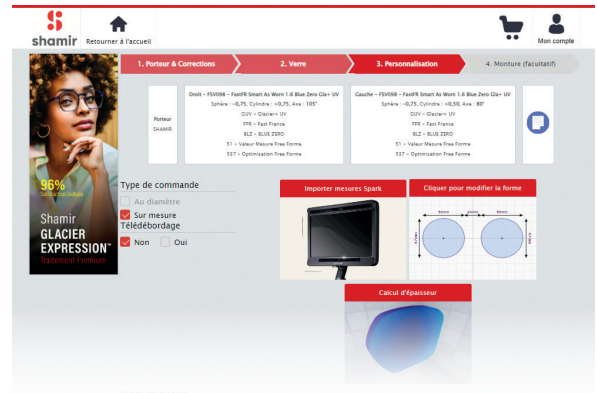 shamir
Retourner à l'accueil
Mon compte
1. Porteur & Corrections
2. Verre
3. Personnalisation
4. Monture (facultatif)
Porteur
SHAMIR
Droit - FSV098 - FastFR Smart As Worn 1.6 Blue Zero Gla+ UV
Sphère : -0,75, Cylindre : +0,75, Axe : 105°
GUV - Glacier+ UV
FFR - Fast France
BLZ - BLUE ZERO
51 - Valeur Mesure Free Forme
537 - Optimisation Free Forme
Gauche - FSV098 - FastFR Smart As Worn 1.6 Blue Zero Gla+ UV
Sphère : -0,75, Cylindre : +0,50, Axe : 80°
GUV - Glacier+ UV
FFR - Fast France
BLZ - BLUE ZERO
51 - Valeur Mesure Free Forme
537 - Optimisation Free Forme
96%
Satisfaction Globale
Shamir
GLACIER
EXPRESSION™
Traitement Premium
Type de commande
Au diamètre
Sur mesure
Télédébordage
Non
Oui
Importer mesures Spark
Cliquer pour modifier la forme
Calcul d'épaisseur